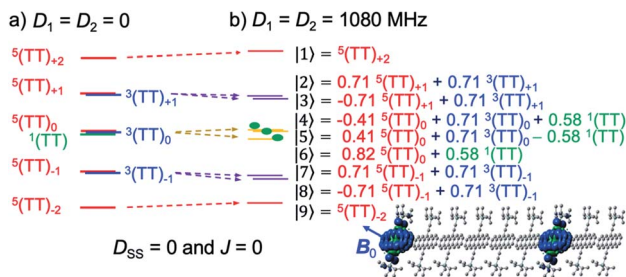 a) D₁ = D₂ = 0
b) D₁ = D₂ = 1080 MHz
⁵(TT)₊₂
|1⟩ = ⁵(TT)₊₂
⁵(TT)₊₁
³(TT)₊₁
|2⟩ = 0.71 ⁵(TT)₊₁ + 0.71 ³(TT)₊₁
|3⟩ = -0.71 ⁵(TT)₊₁ + 0.71 ³(TT)₊₁
⁵(TT)₀
¹(TT)
³(TT)₀
|4⟩ = -0.41 ⁵(TT)₀ + 0.71 ³(TT)₀ + 0.58 ¹(TT)
|5⟩ = 0.41 ⁵(TT)₀ + 0.71 ³(TT)₀ – 0.58 ¹(TT)
|6⟩ = 0.82 ⁵(TT)₀ + 0.58 ¹(TT)
⁵(TT)₋₁
³(TT)₋₁
|7⟩ = 0.71 ⁵(TT)₋₁ + 0.71 ³(TT)₋₁
|8⟩ = -0.71 ⁵(TT)₋₁ + 0.71 ³(TT)₋₁
⁵(TT)₋₂
|9⟩ = ⁵(TT)₋₂
D_SS = 0 and J = 0
B₀